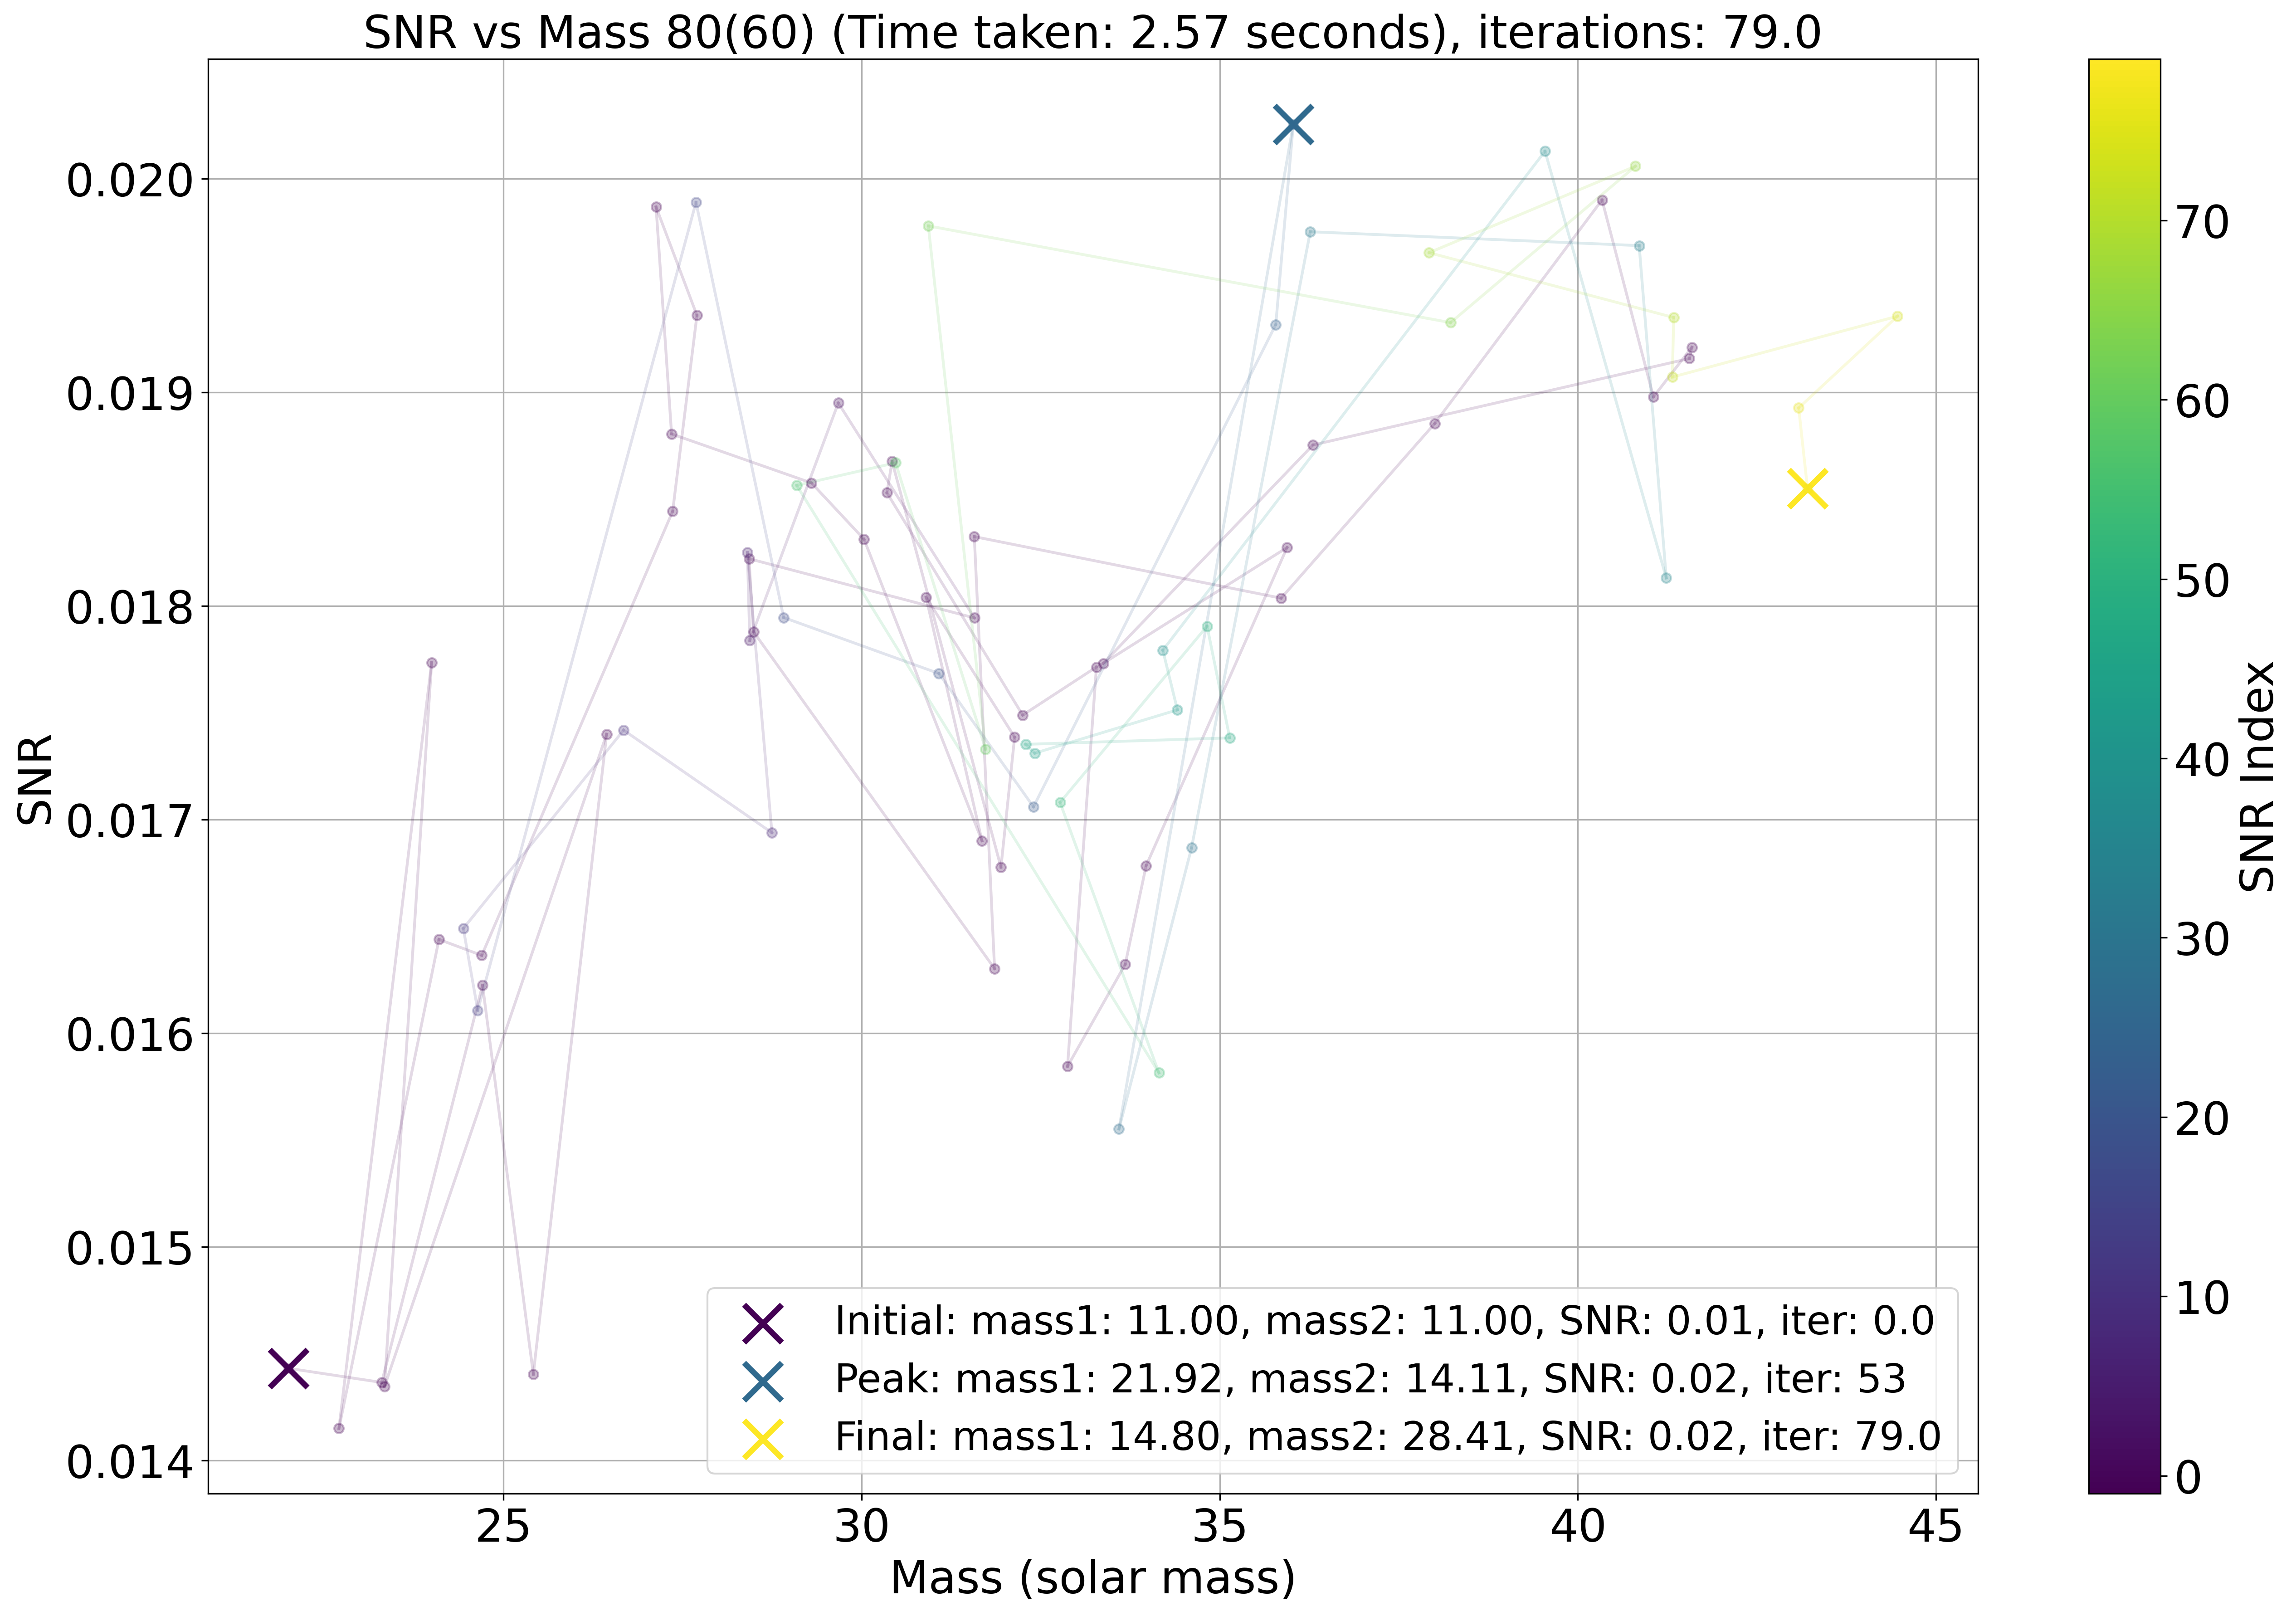 SNR vs Mass 80(60) (Time taken: 2.57 seconds), iterations: 79.0
SNR
0.020
0.019
0.018
0.017
0.016
0.015
0.014
25
30
35
40
45
Mass (solar mass)
Initial: mass1: 11.00, mass2: 11.00, SNR: 0.01, iter: 0.0
Peak: mass1: 21.92, mass2: 14.11, SNR: 0.02, iter: 53
Final: mass1: 14.80, mass2: 28.41, SNR: 0.02, iter: 79.0
70
60
50
40
30
20
10
0
SNR Index